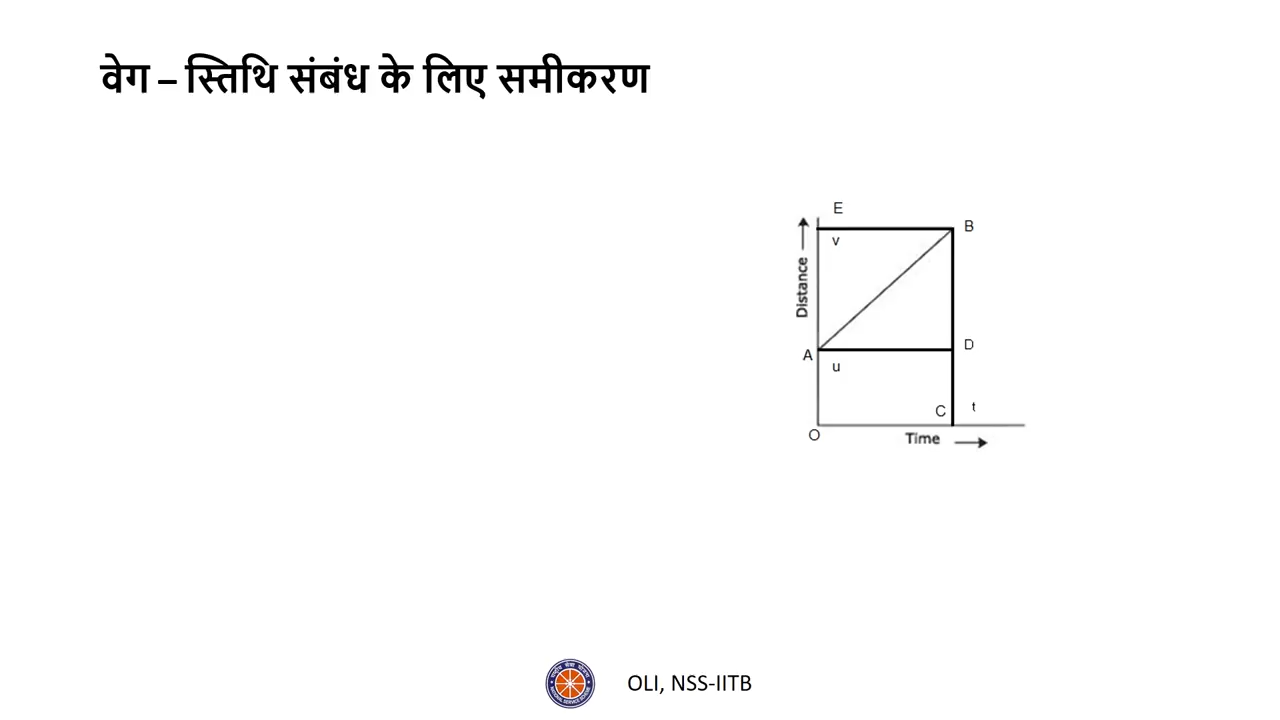 वेग – स्तिथि संबंध के लिए समीकरण
E
B
v
Distance
A
D
u
C
t
O
Time
OLI, NSS-IITB